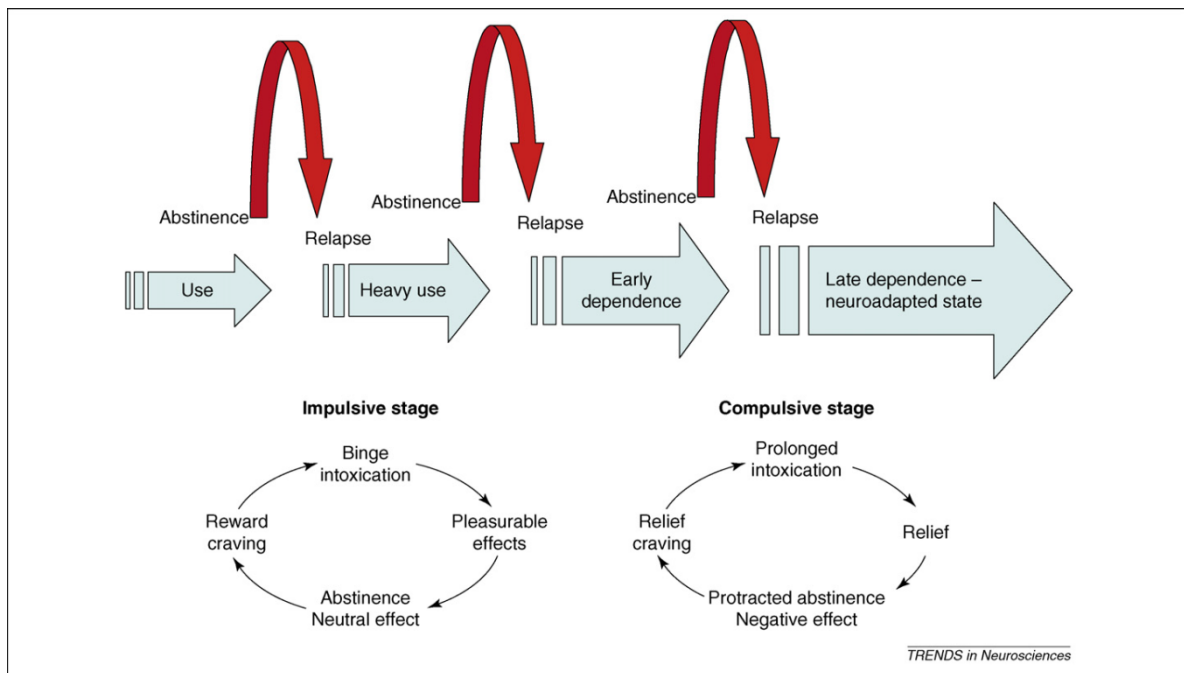 Abstinence
Relapse
Abstinence
Relapse
Abstinence
Relapse
Use
Heavy use
Early
dependence
Late dependence –
neuroadapted state
Impulsive stage
Binge
intoxication
Pleasurable
effects
Abstinence
Neutral effect
Reward
craving
Compulsive stage
Prolonged
intoxication
Relief
Protracted abstinence
Negative effect
Relief
craving
TRENDS in Neurosciences